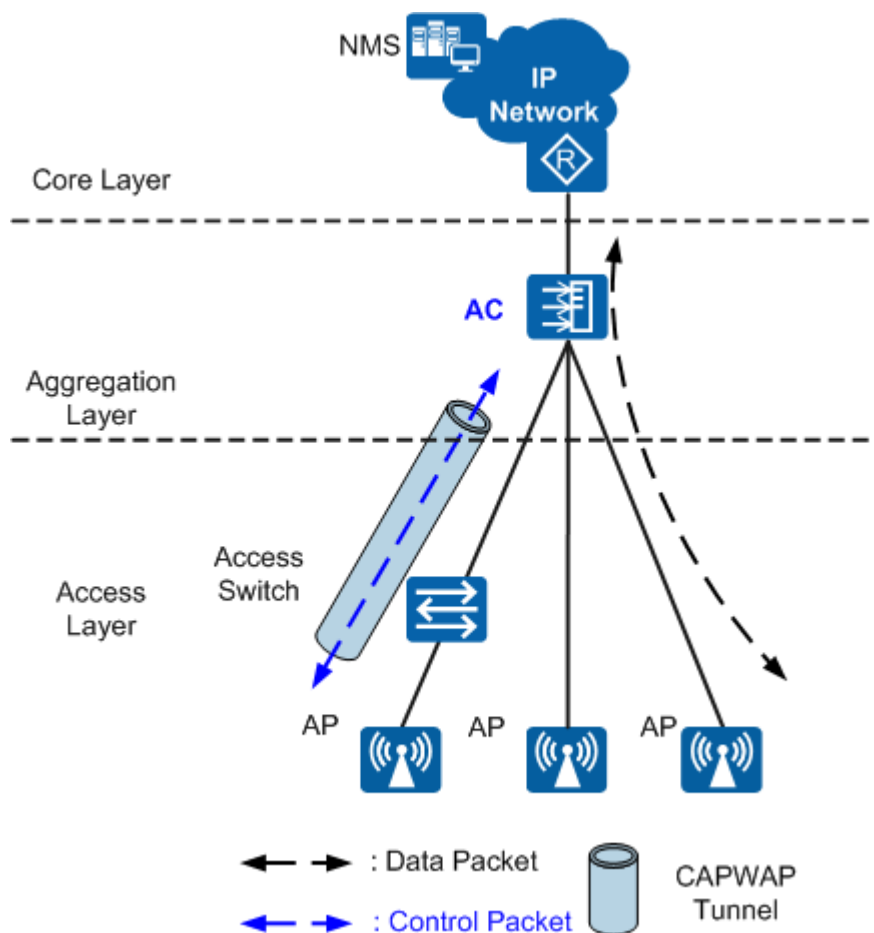 NMS
IP
Network
R
Core Layer
AC
Aggregation
Layer
Access
Switch
Access
Layer
AP
AP
AP
: Data Packet
: Control Packet
CAPWAP
Tunnel